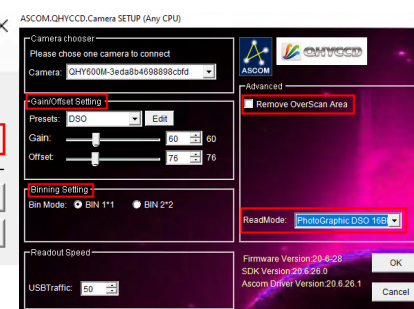 ASCOM.QHYCCD.Camera SETUP (Any CPU)
Camera chooser
Please chose one camera to connect
Camera: QHY600M-3eda8b4698898cbfd
ASCOM
QHYCCD
Gain/Offset Setting
Presets: DSO Edit
Gain: 60 60
Offset: 76 76
Binning Setting
Bin Mode: BIN 1*1 BIN 2*2
Readout Speed
USBTraffic: 50
Advanced
Remove OverScan Area
ReadMode: PhotoGraphic DSO 16BI
Firmware Version:20-6-28
SDK Version:20.6.26.0
Ascom Driver Version:20.6.26.1
OK
Cancel